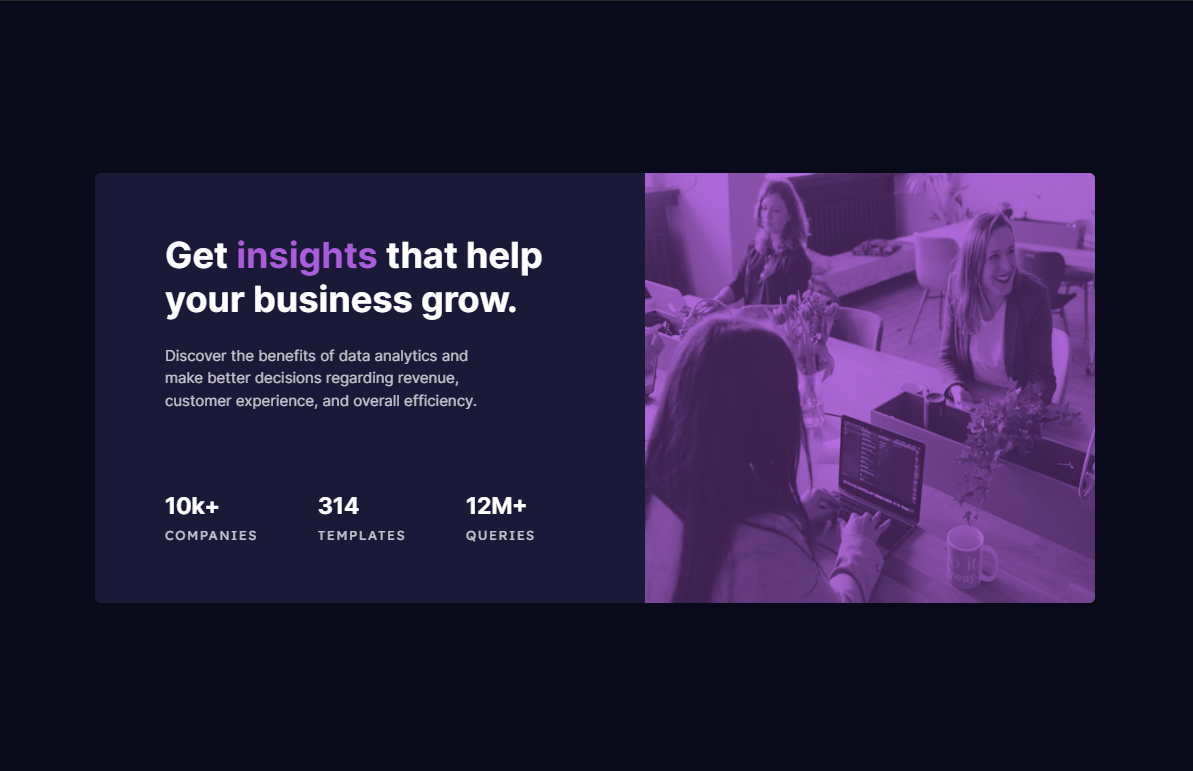 Get insights that help
your business grow.
Discover the benefits of data analytics and
make better decisions regarding revenue,
customer experience, and overall efficiency.
10k+ 314 12M+
COMPANIES TEMPLATES QUERIES